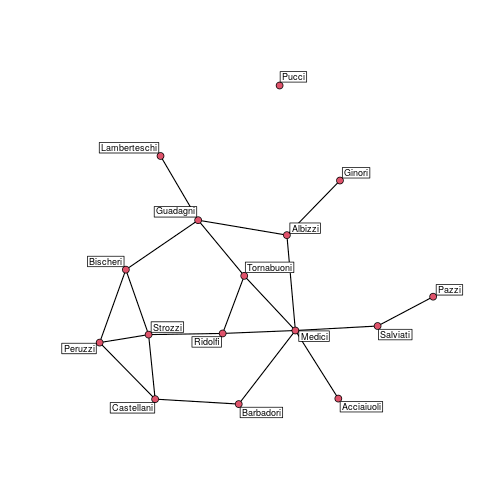 Pucci
Lamberteschi
Ginori
Guadagni
Albizzi
Bischeri
Tornabuoni
Pazzi
Strozzi
Medici
Salviati
Ridolfi
Peruzzi
Castellani
Barbadori
Acciaiuoli